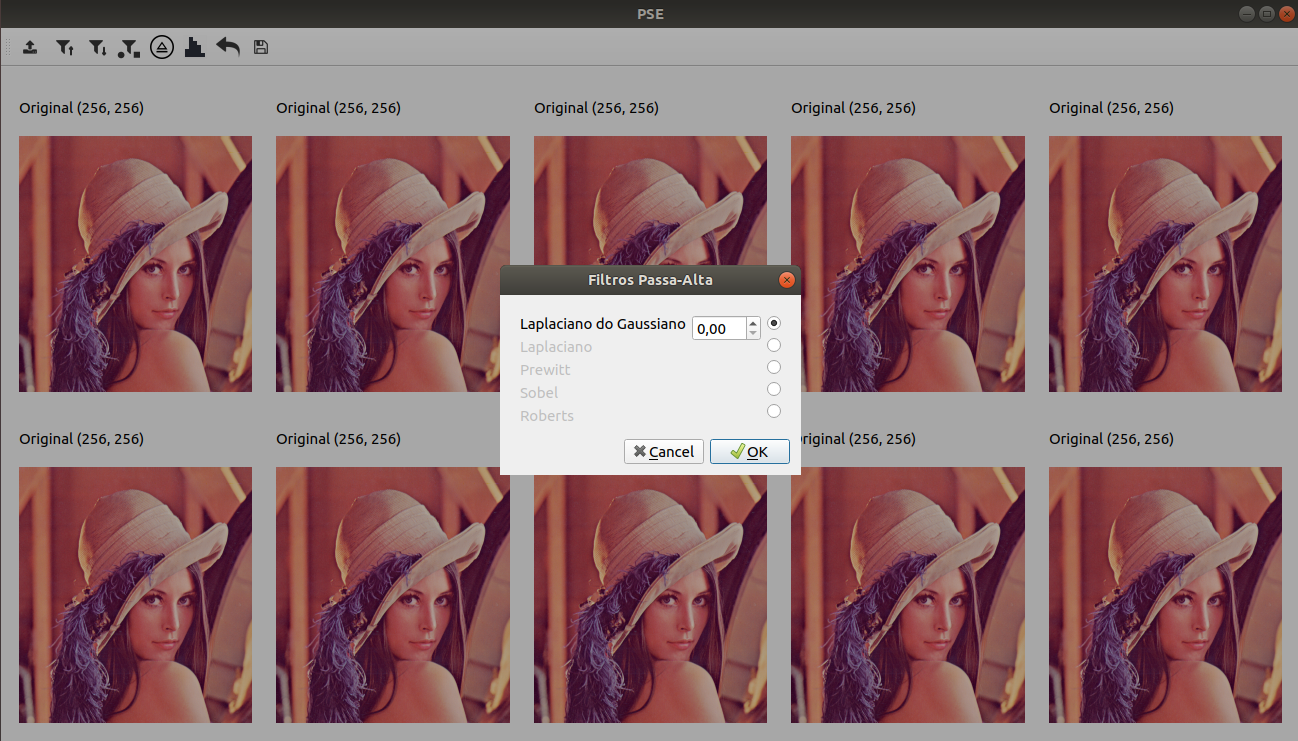 PSE
Original (256, 256)
Original (256, 256)
Original (256, 256)
Original (256, 256)
Original (256, 256)
Filtros Passa-Alta
Laplaciano do Gaussiano 0,00
Laplaciano
Prewitt
Sobel
Roberts
Cancel OK
Original (256, 256)
Original (256, 256)
riginal (256, 256)
Original (256, 256)